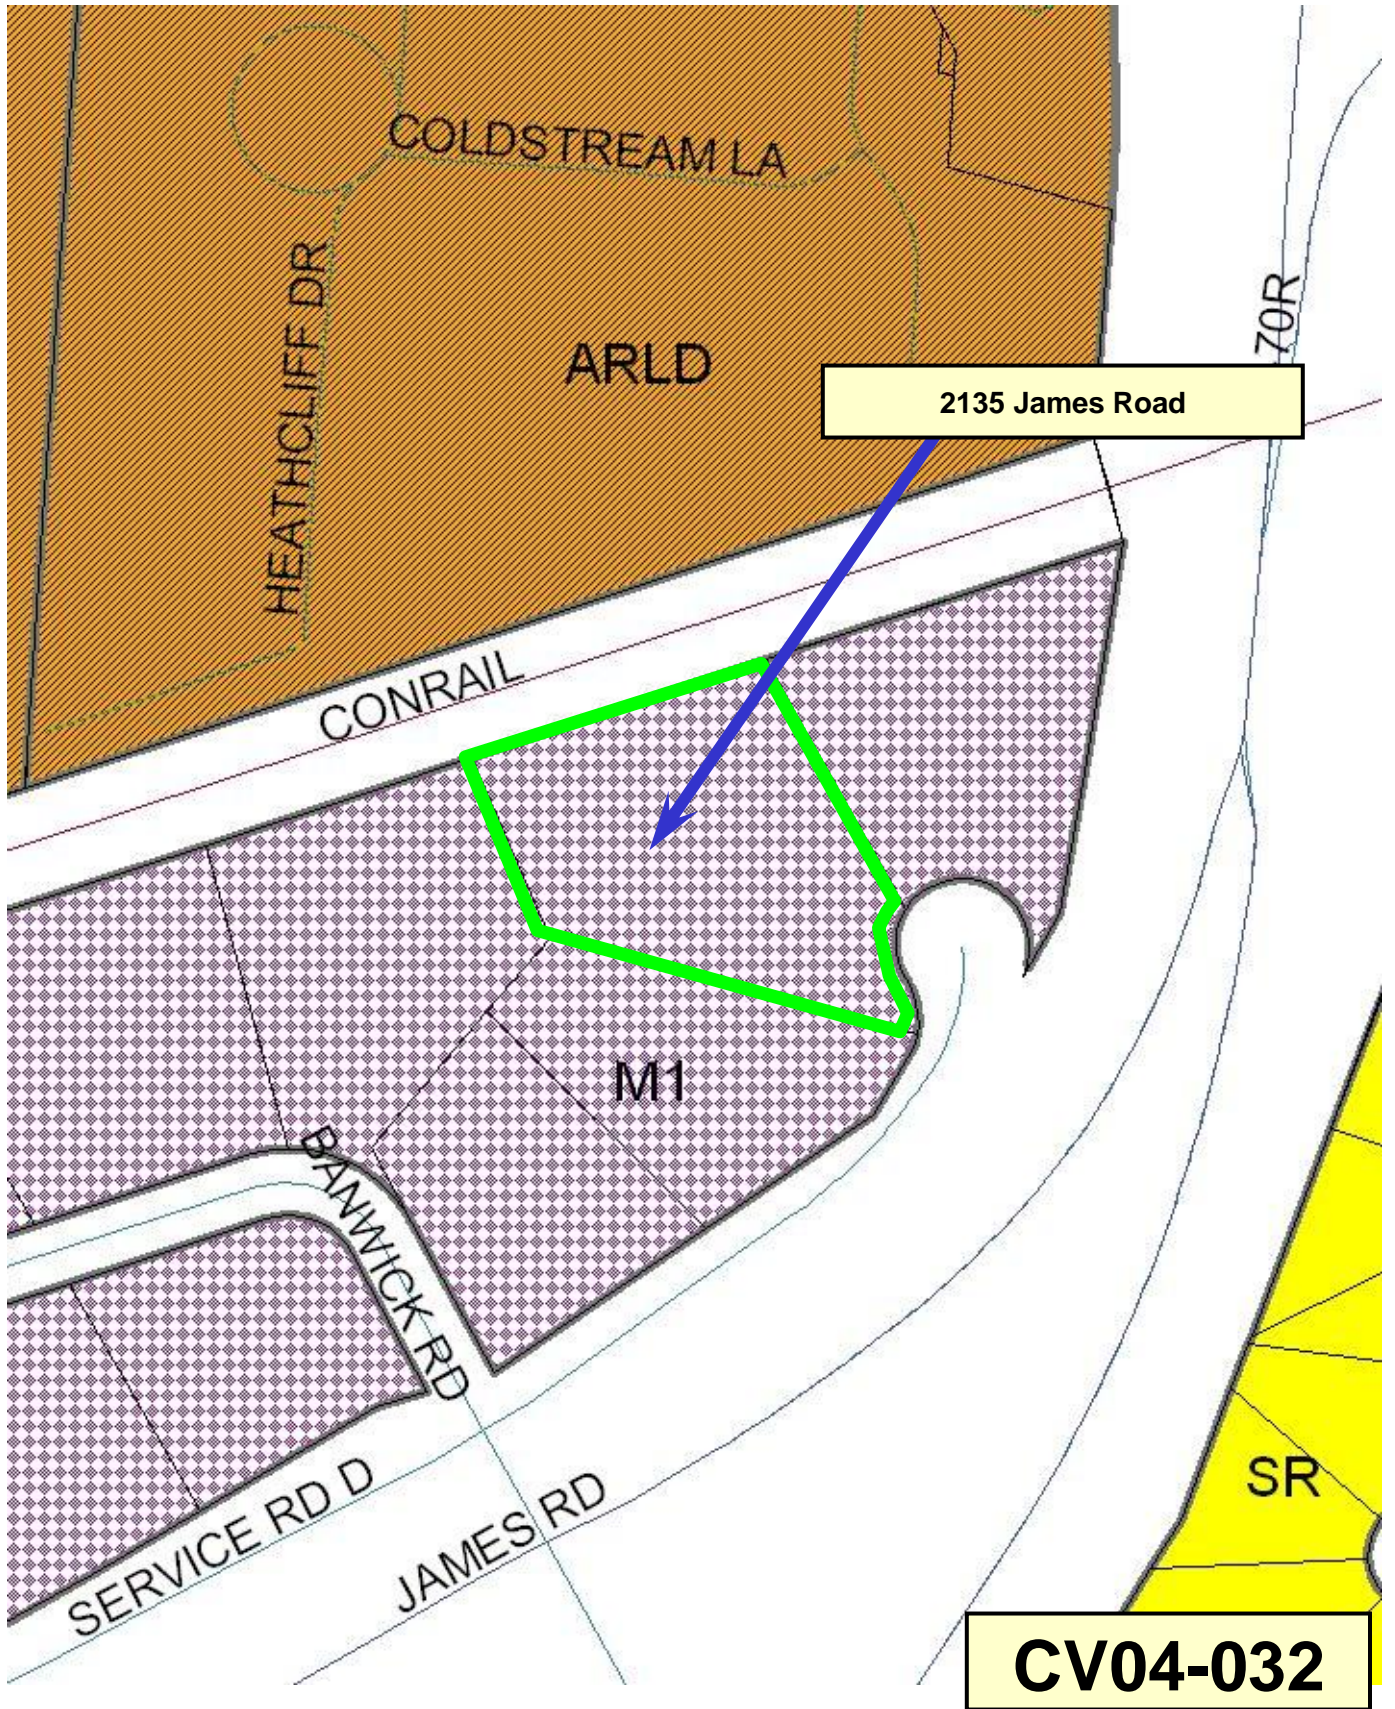 COLDSTREAM LA
HEATHCLIFF DR
ARLD
70R
2135 James Road
CONRAIL
M1
BANWICK RD
SERVICE RD D
JAMES RD
SR
CV04-032